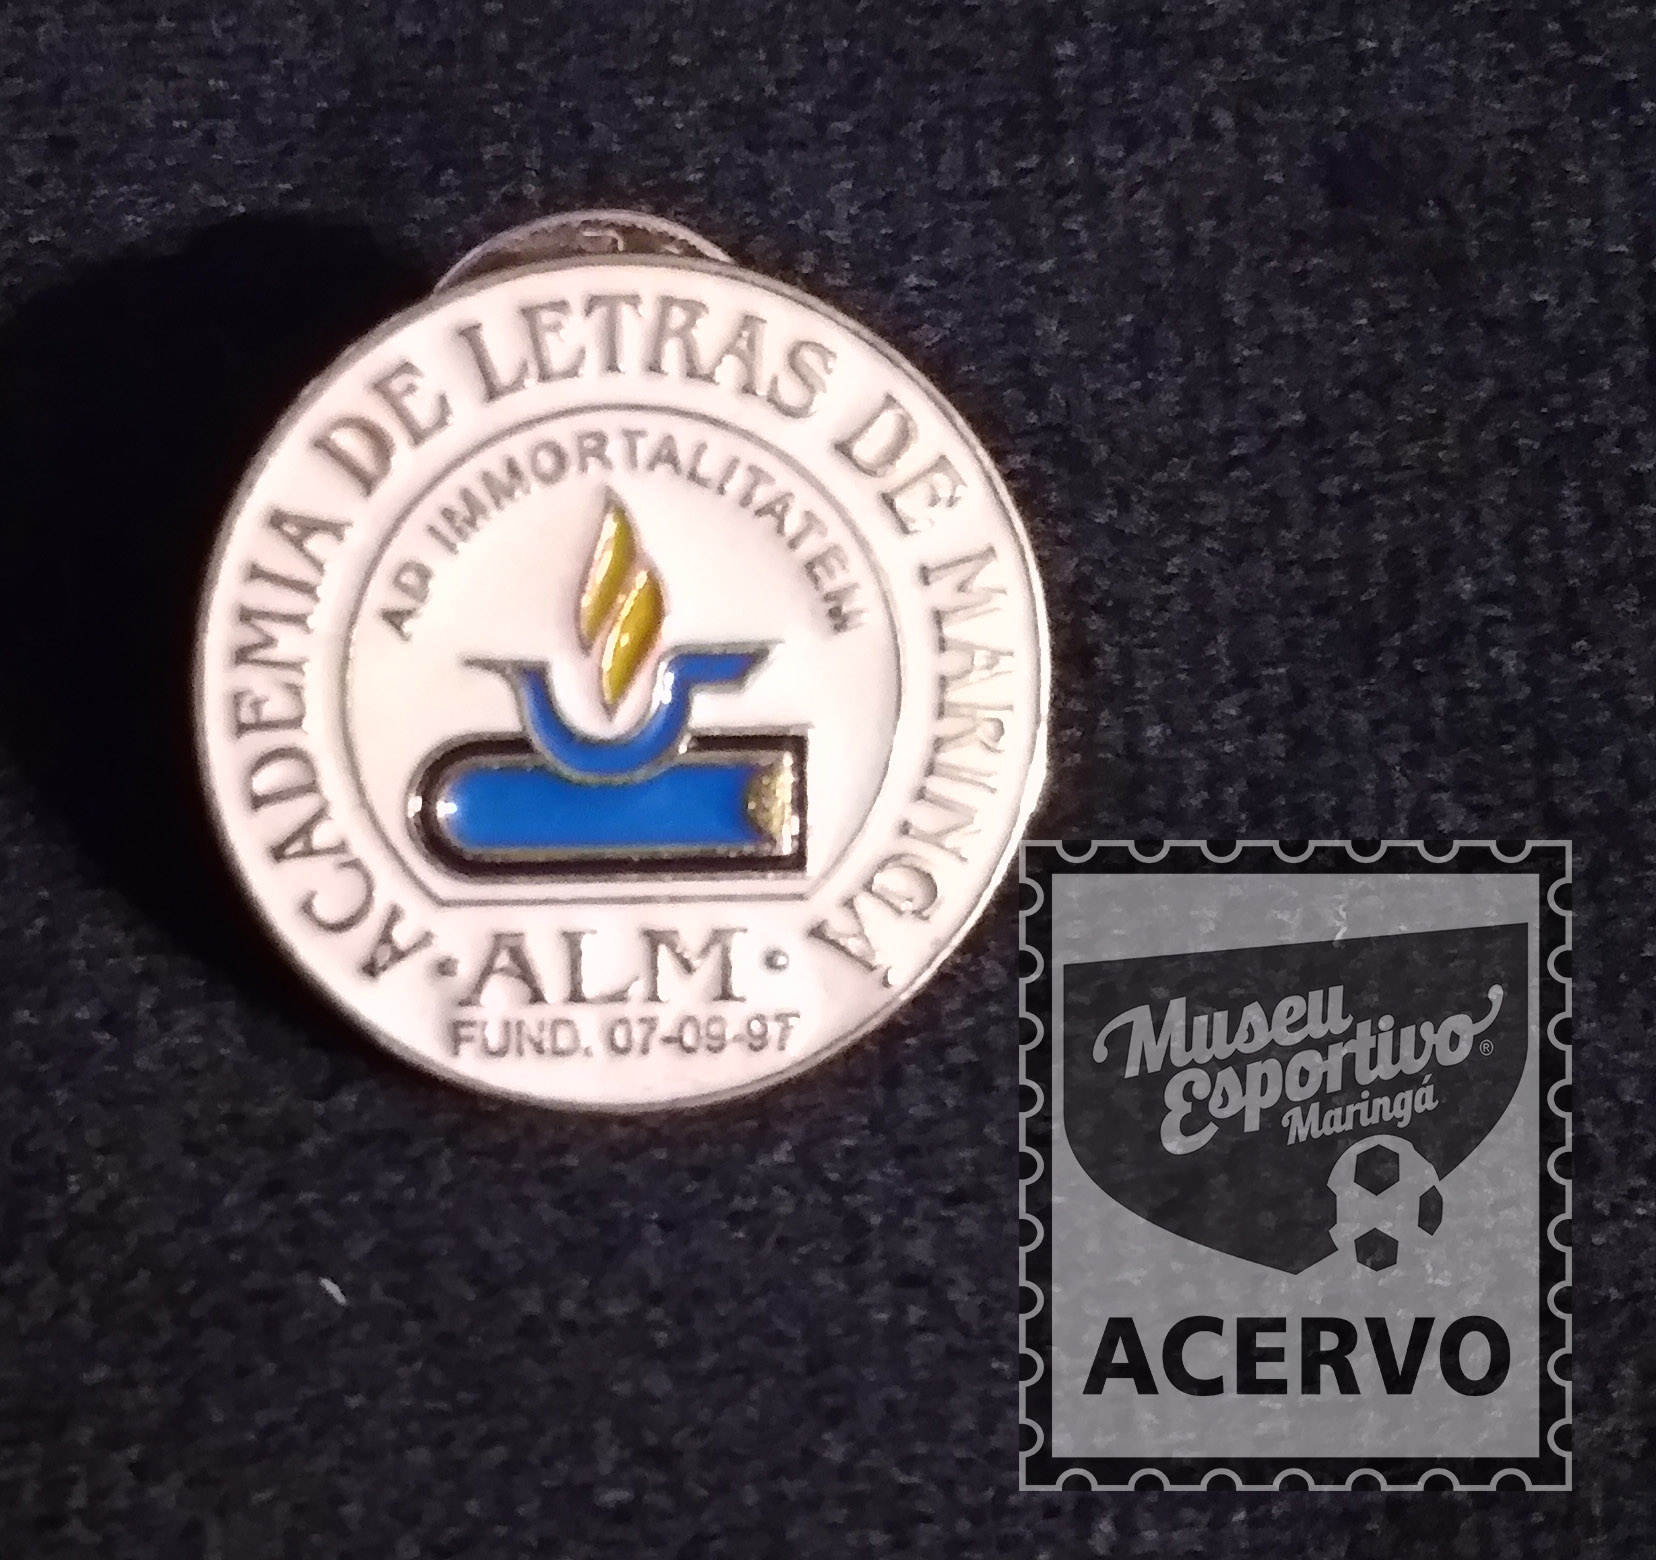 ACADEMIA DE LETRAS DE MARINGÁ
AD IMMORTALITATEM
• ALM •
FUND. 07-09-97
Museu
Esportivo®
Maringá
ACERVO